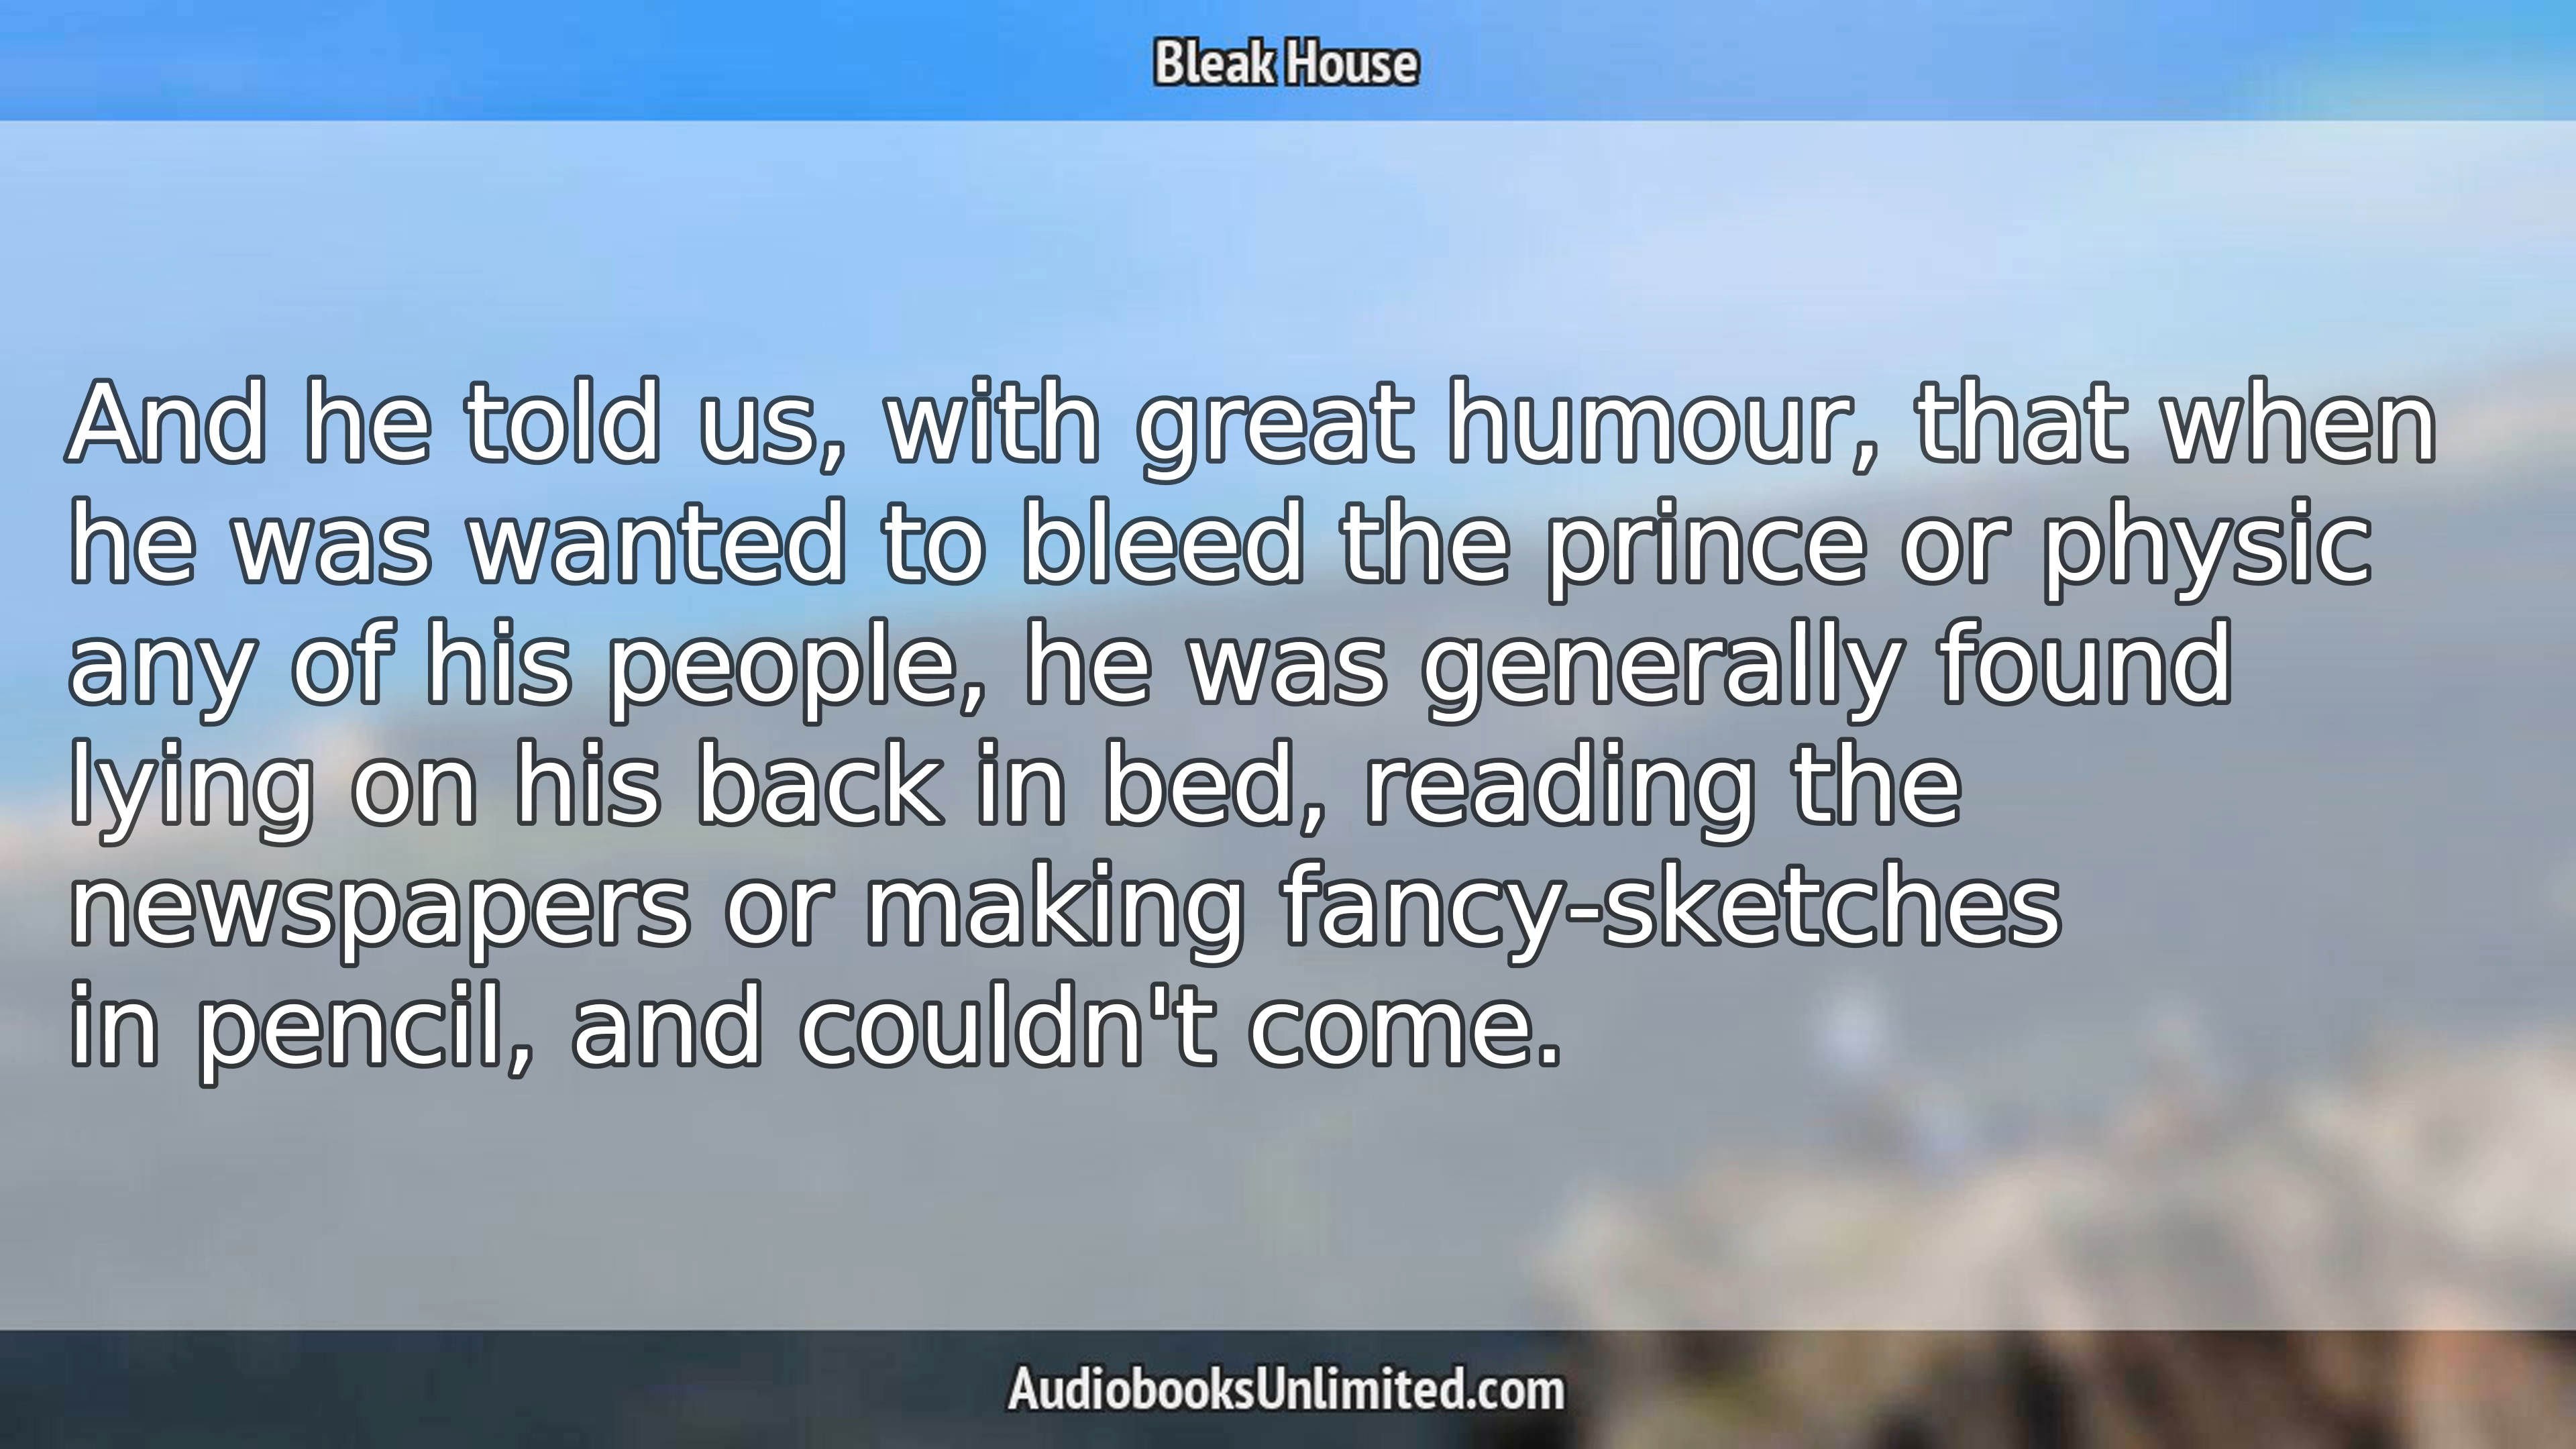 Bleak House
And he told us, with great humour, that when
he was wanted to bleed the prince or physic
any of his people, he was generally found
lying on his back in bed, reading the
newspapers or making fancy-sketches
in pencil, and couldn't come.
AudiobooksUnlimited.com